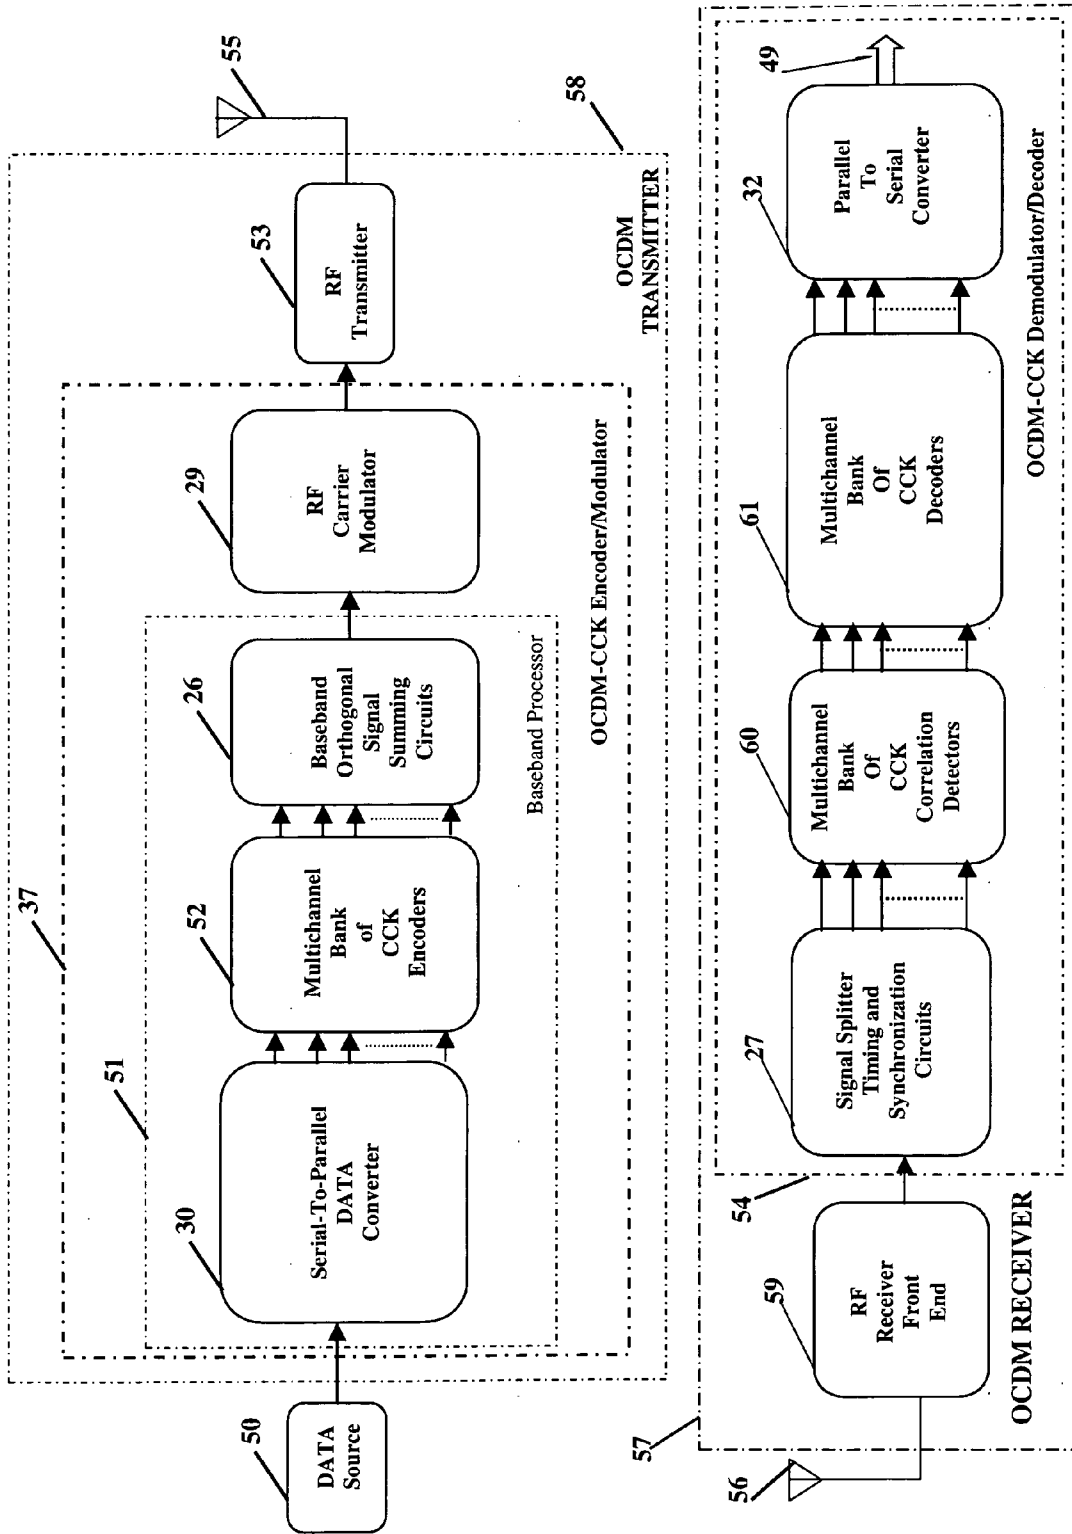 50
DATA
Source
37
51
30
Serial-To-Parallel
DATA
Converter
52
Multichannel
Bank
of
CCK
Encoders
26
Baseband
Orthogonal
Signal
Summing
Circuits
Baseband Processor
29
RF
Carrier
Modulator
OCDM-CCK Encoder/Modulator
53
RF
Transmitter
OCDM
TRANSMITTER
55
58
56
57
59
RF
Receiver
Front
End
OCDM RECEIVER
54
27
Signal Splitter
Timing and
Synchronization
Circuits
60
Multichannel
Bank
Of
CCK
Correlation
Detectors
61
Multichannel
Bank
Of
CCK
Decoders
32
Parallel
To
Serial
Converter
49
OCDM-CCK Demodulator/Decoder